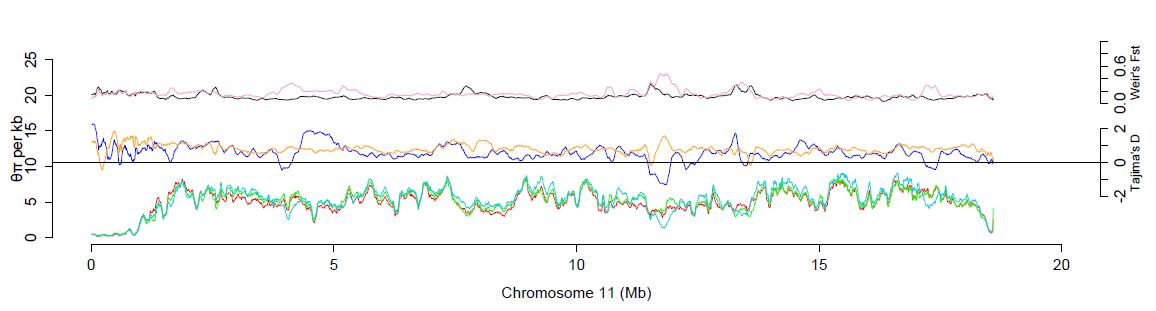 θπ per kb
25
20
15
10
5
0
0.6
0.0
Weir's Fst
2
0
-2
Tajima's D
0 5 10 15 20
Chromosome 11 (Mb)